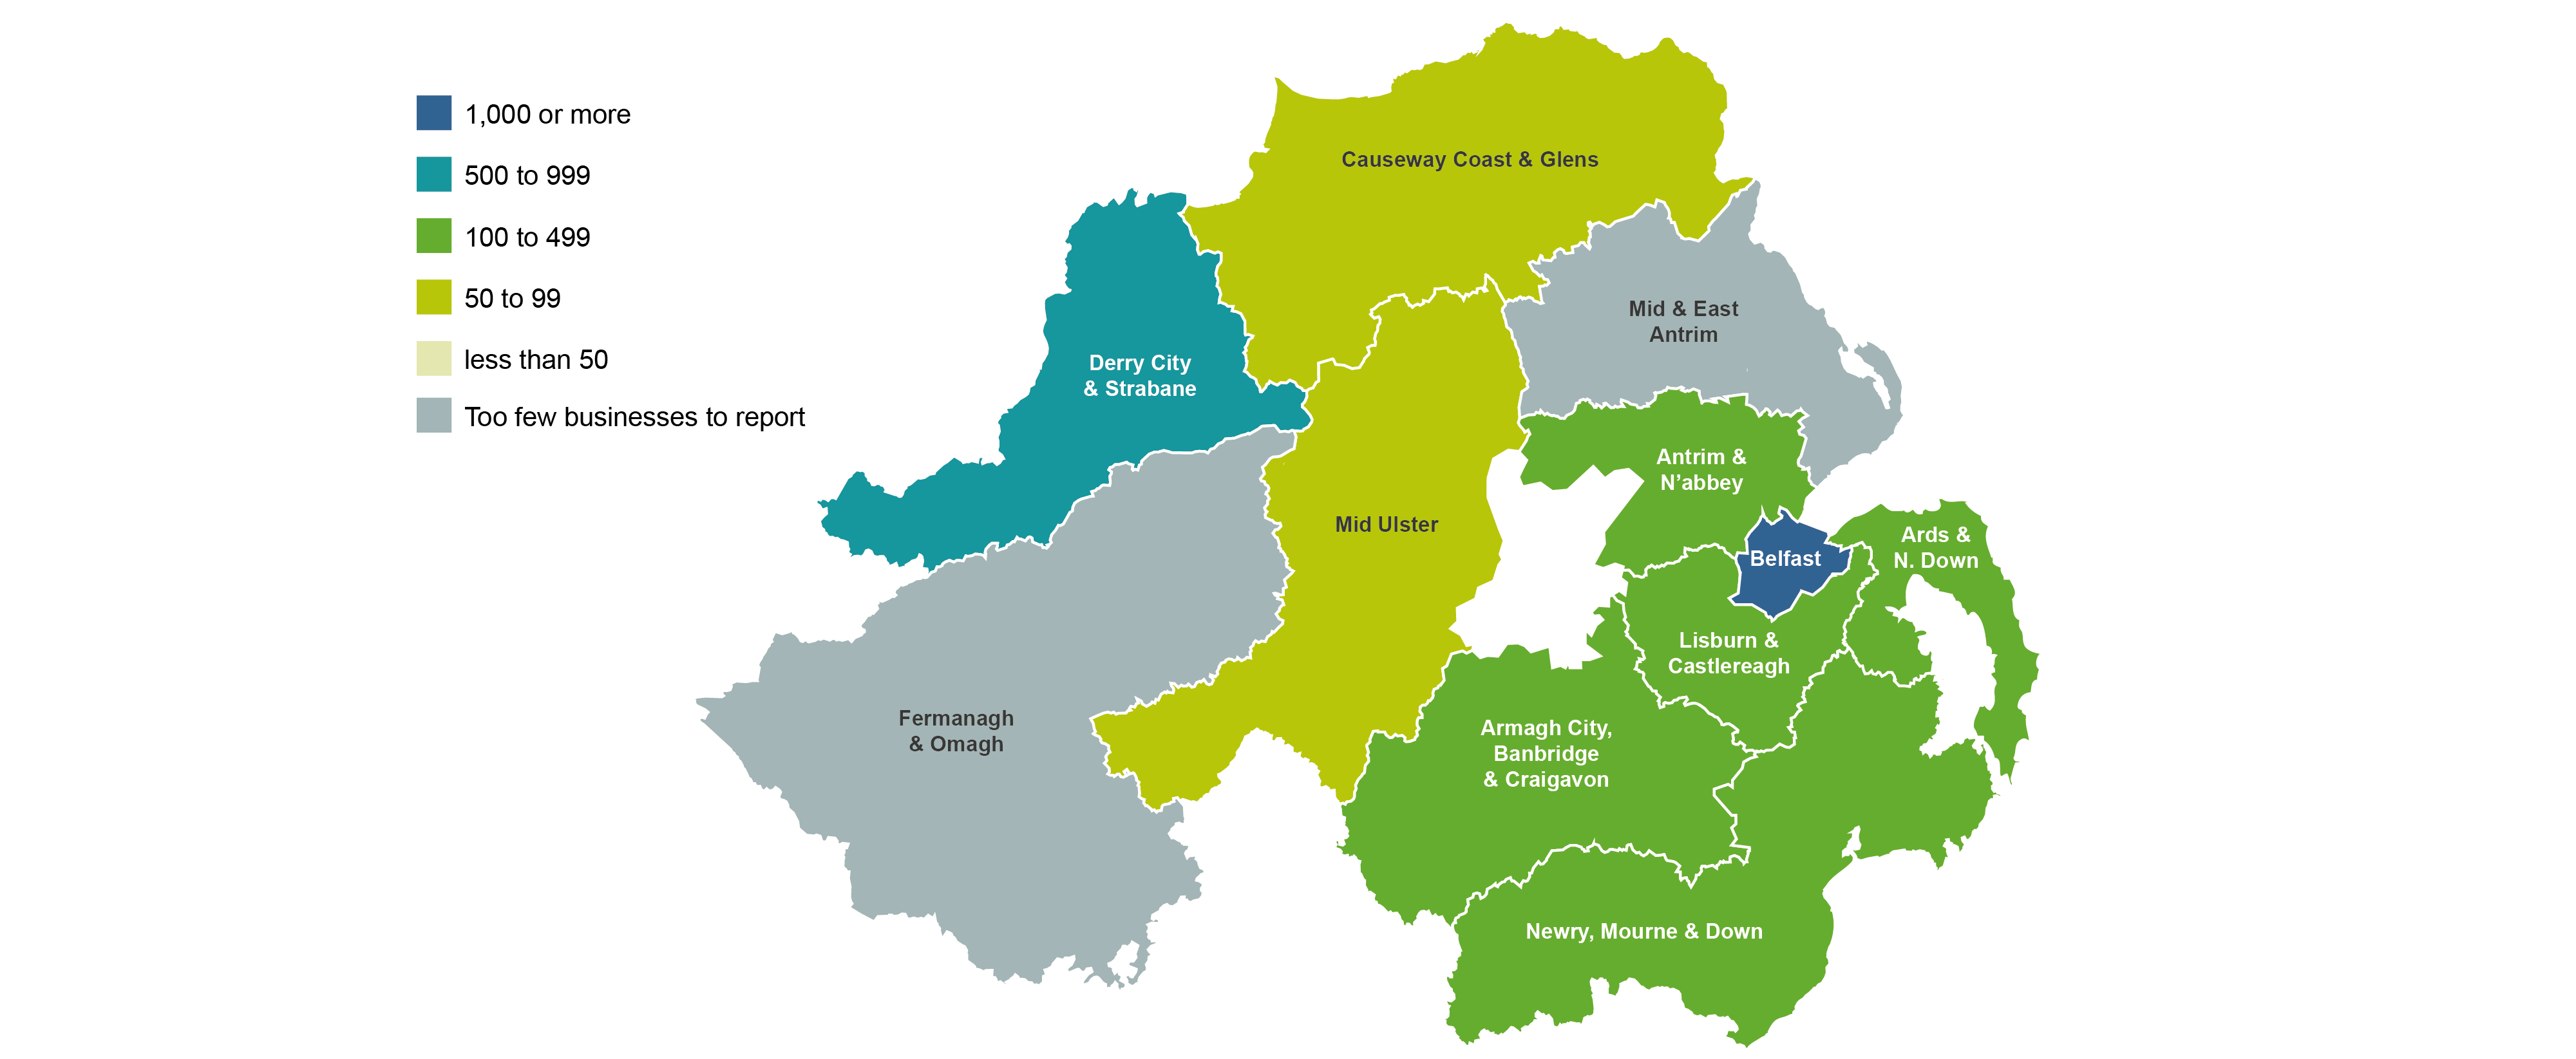 1,000 or more
500 to 999
100 to 499
50 to 99
less than 50
Too few businesses to report
Causeway Coast & Glens
Mid & East
Antrim
Derry City
& Strabane
Antrim &
N’abbey
Mid Ulster
Belfast
Ards &
N. Down
Lisburn &
Castlereagh
Fermanagh
& Omagh
Armagh City,
Banbridge
& Craigavon
Newry, Mourne & Down